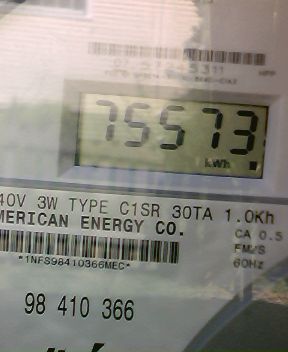 75573
kWh
40V 3W TYPE C1SR 30TA 1.0Kh
MERICAN ENERGY CO.
CA 0.5
EM/S
60Hz
*1NFS98410366MEC*
98 410 366